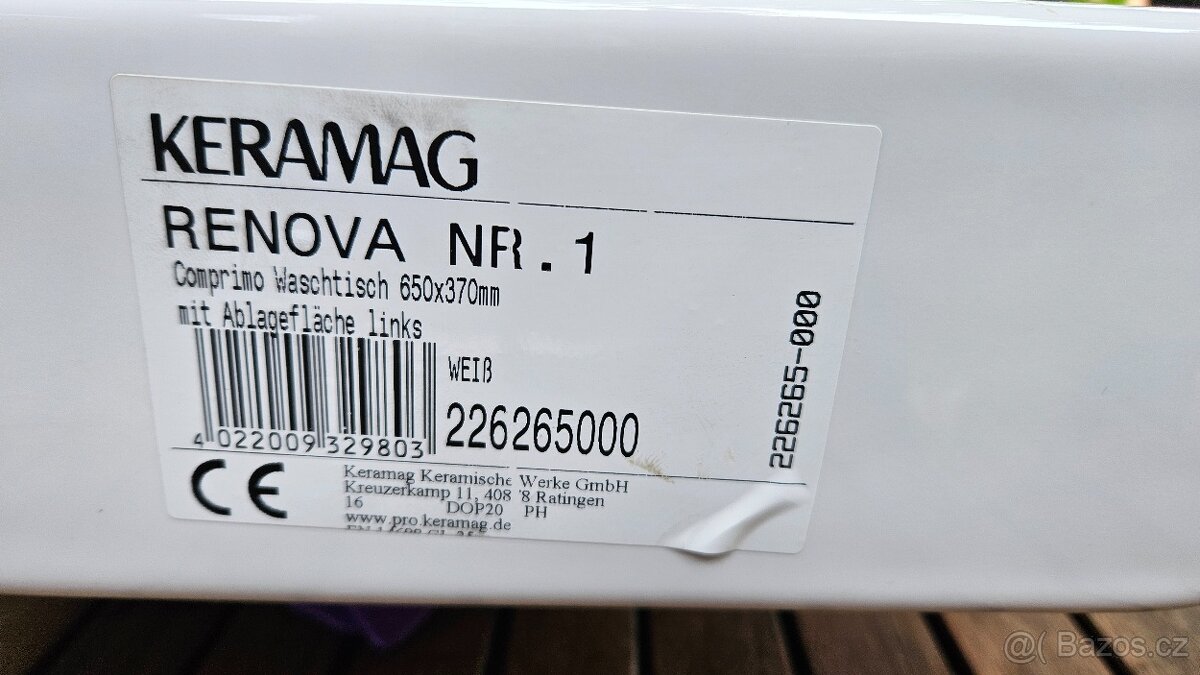 KERAMAG
RENOVA NR.1
Comprimo Waschtisch 650x370mm
mit Ablagefläche links
WEIß
226265000
4 022009 329803
226265-000
CE
Keramag Keramische Werke GmbH
Kreuzerkamp 11, 408 '8 Ratingen
16 DOP20 PH
www.pro.keramag.de
@( Bazos.cz